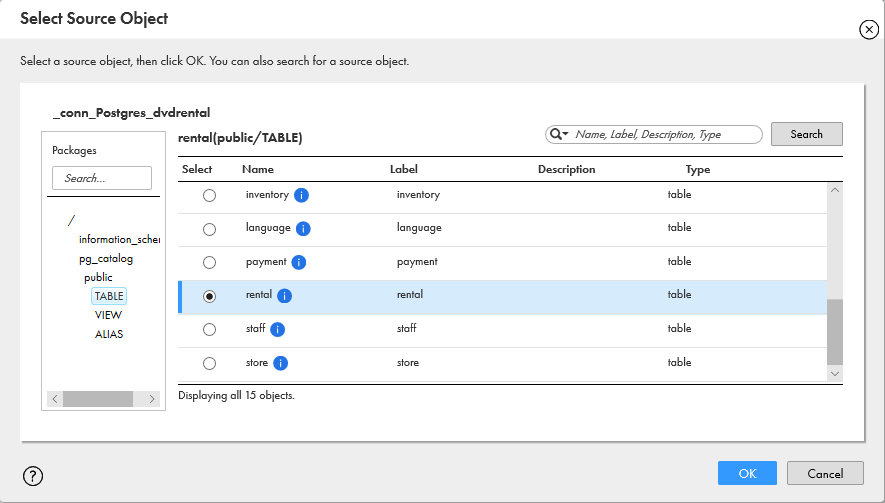 Select Source Object
Select a source object, then click OK. You can also search for a source object.
_conn_Postgres_dvdrental
Packages
Search...
/
information_sche
pg_catalog
public
TABLE
VIEW
ALIAS
rental(public/TABLE)
Name, Label, Description, Type
Search
Select Name Label Description Type
inventory i inventory table
language i language table
payment i payment table
rental i rental table
staff i staff table
store i store table
Displaying all 15 objects.
?
OK
Cancel